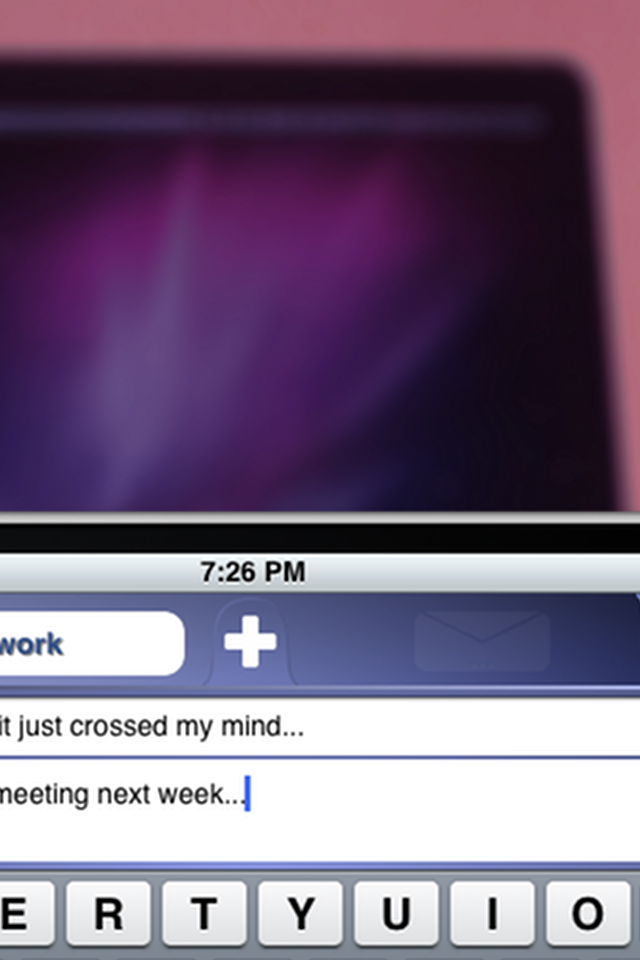 7:26 PM
work
it just crossed my mind...
meeting next week...
E R T Y U I O